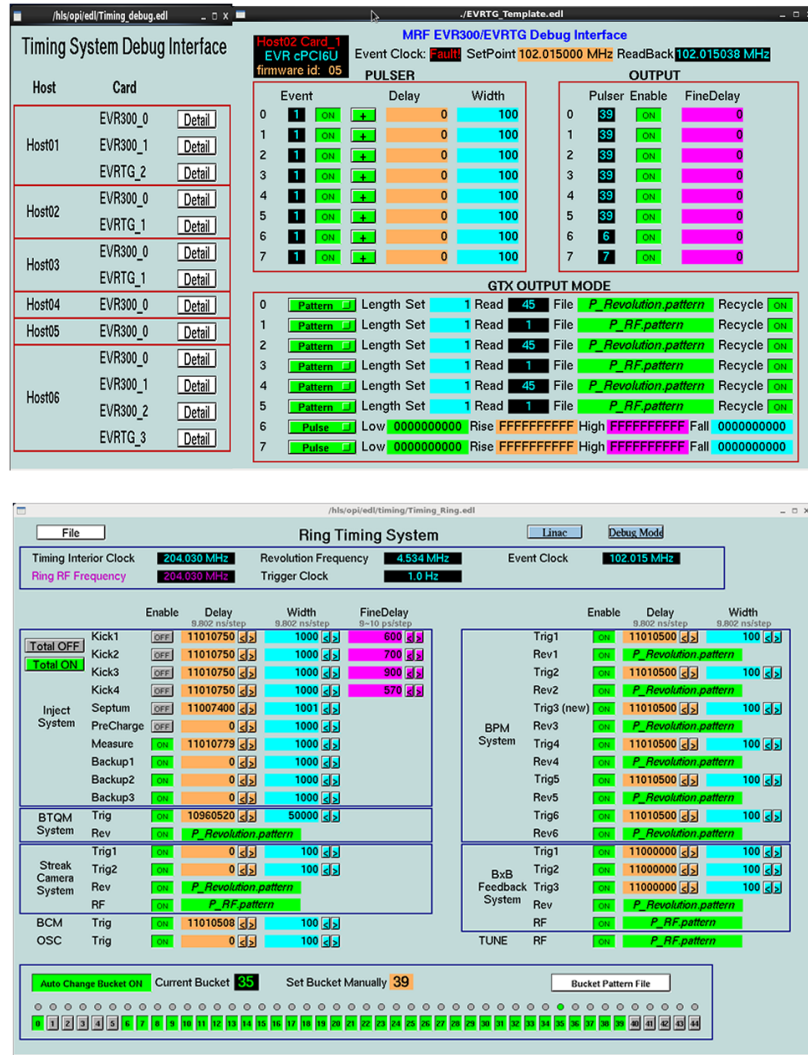 /hls/opi/edl/Timing_debug.edl
Timing System Debug Interface
Host Card
Host01 EVR300_0 Detail
EVR300_1 Detail
EVRTG_2 Detail
Host02 EVR300_0 Detail
EVRTG_1 Detail
Host03 EVR300_0 Detail
EVRTG_1 Detail
Host04 EVR300_0 Detail
Host05 EVR300_0 Detail
Host06 EVR300_0 Detail
EVR300_1 Detail
EVR300_2 Detail
EVRTG_3 Detail
./EVRTG_Template.edl
MRF EVR300/EVRTG Debug Interface
Host02 Card_1
EVR cPCI6U
firmware id: 05
Event Clock: Fault! SetPoint 102.015000 MHz ReadBack 102.015038 MHz
PULSER
Event Delay Width
0 1 ON + 0 100
1 1 ON + 0 100
2 1 ON + 0 100
3 1 ON + 0 100
4 1 ON + 0 100
5 1 ON + 0 100
6 1 ON + 0 100
7 1 ON + 0 100
OUTPUT
Pulser Enable FineDelay
0 39 ON 0
1 39 ON 0
2 39 ON 0
3 39 ON 0
4 39 ON 0
5 39 ON 0
6 6 ON 0
7 7 ON 0
GTX OUTPUT MODE
0 Pattern Length Set 1 Read 45 File P_Revolution.pattern Recycle ON
1 Pattern Length Set 1 Read 1 File P_RF.pattern Recycle ON
2 Pattern Length Set 1 Read 45 File P_Revolution.pattern Recycle ON
3 Pattern Length Set 1 Read 1 File P_RF.pattern Recycle ON
4 Pattern Length Set 1 Read 45 File P_Revolution.pattern Recycle ON
5 Pattern Length Set 1 Read 1 File P_RF.pattern Recycle ON
6 Pulse Low 0000000000 Rise FFFFFFFFFF High FFFFFFFFFF Fall 0000000000
7 Pulse Low 0000000000 Rise FFFFFFFFFF High FFFFFFFFFF Fall 0000000000
/hls/opi/edl/timing/Timing_Ring.edl
File Ring Timing System Linac Debug Mode
Timing Interior Clock 204.030 MHz Revolution Frequency 4.534 MHz Event Clock 102.015 MHz
Ring RF Frequency 204.030 MHz Trigger Clock 1.0 Hz
Enable Delay Width FineDelay
9.802 ns/step 9.802 ns/step 9~10 ps/step
Total OFF
Total ON
Inject System
Kick1 OFF 11010750 < > 1000 < > 600 < >
Kick2 OFF 11010750 < > 1000 < > 700 < >
Kick3 OFF 11010750 < > 1000 < > 900 < >
Kick4 OFF 11010750 < > 1000 < > 570 < >
Septum OFF 11007400 < > 1001 < >
PreCharge OFF 0 < > 1000 < >
Measure ON 11010779 < > 1000 < >
Backup1 ON 0 < > 1000 < >
Backup2 ON 0 < > 1000 < >
Backup3 ON 0 < > 1000 < >
BTQM System
Trig ON 10960520 < > 50000 < >
Rev ON P_Revolution.pattern
Streak Camera System
Trig1 ON 0 < > 100 < >
Trig2 ON 0 < > 100 < >
Rev ON P_Revolution.pattern
RF ON P_RF.pattern
BCM Trig ON 11010508 < > 100 < >
OSC Trig ON 0 < > 100 < >
Enable Delay Width
9.802 ns/step 9.802 ns/step
BPM System
Trig1 ON 11010500 < > 100 < >
Rev1 ON P_Revolution.pattern
Trig2 ON 11010500 < > 100 < >
Rev2 ON P_Revolution.pattern
Trig3 (new) ON 11010500 < > 100 < >
Rev3 ON P_Revolution.pattern
Trig4 ON 11010500 < > 100 < >
Rev4 ON P_Revolution.pattern
Trig5 ON 11010500 < > 100 < >
Rev5 ON P_Revolution.pattern
Trig6 ON 11010500 < > 100 < >
Rev6 ON P_Revolution.pattern
BxB Feedback System
Trig1 ON 11000000 < > 100 < >
Trig2 ON 11000000 < > 100 < >
Trig3 ON 11000000 < > 100 < >
Rev ON P_Revolution.pattern
RF ON P_RF.pattern
TUNE RF ON P_RF.pattern
Auto Change Bucket ON Current Bucket 35 Set Bucket Manually 39 Bucket Pattern File
0 1 2 3 4 5 6 7 8 9 10 11 12 13 14 15 16 17 18 19 20 21 22 23 24 25 26 27 28 29 30 31 32 33 34 35 36 37 38 39 40 41 42 43 44